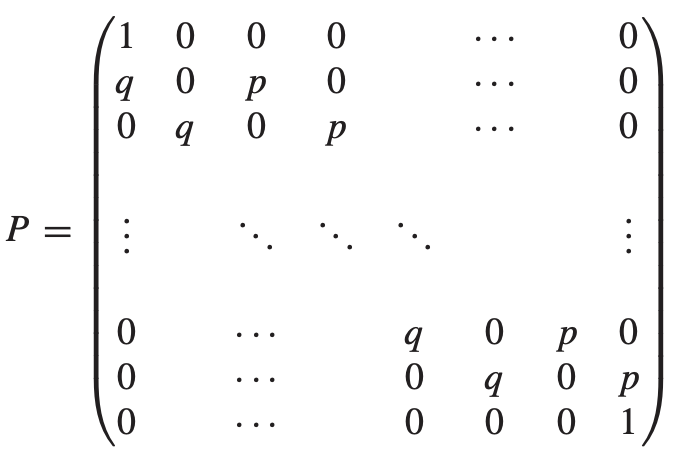 1 0 0 0 ⋯ 0
q 0 p 0 ⋯ 0
0 q 0 p ⋯ 0
P = ⋮ ⋱ ⋱ ⋱ ⋮
0 ⋯ q 0 p 0
0 ⋯ 0 q 0 p
0 ⋯ 0 0 0 1